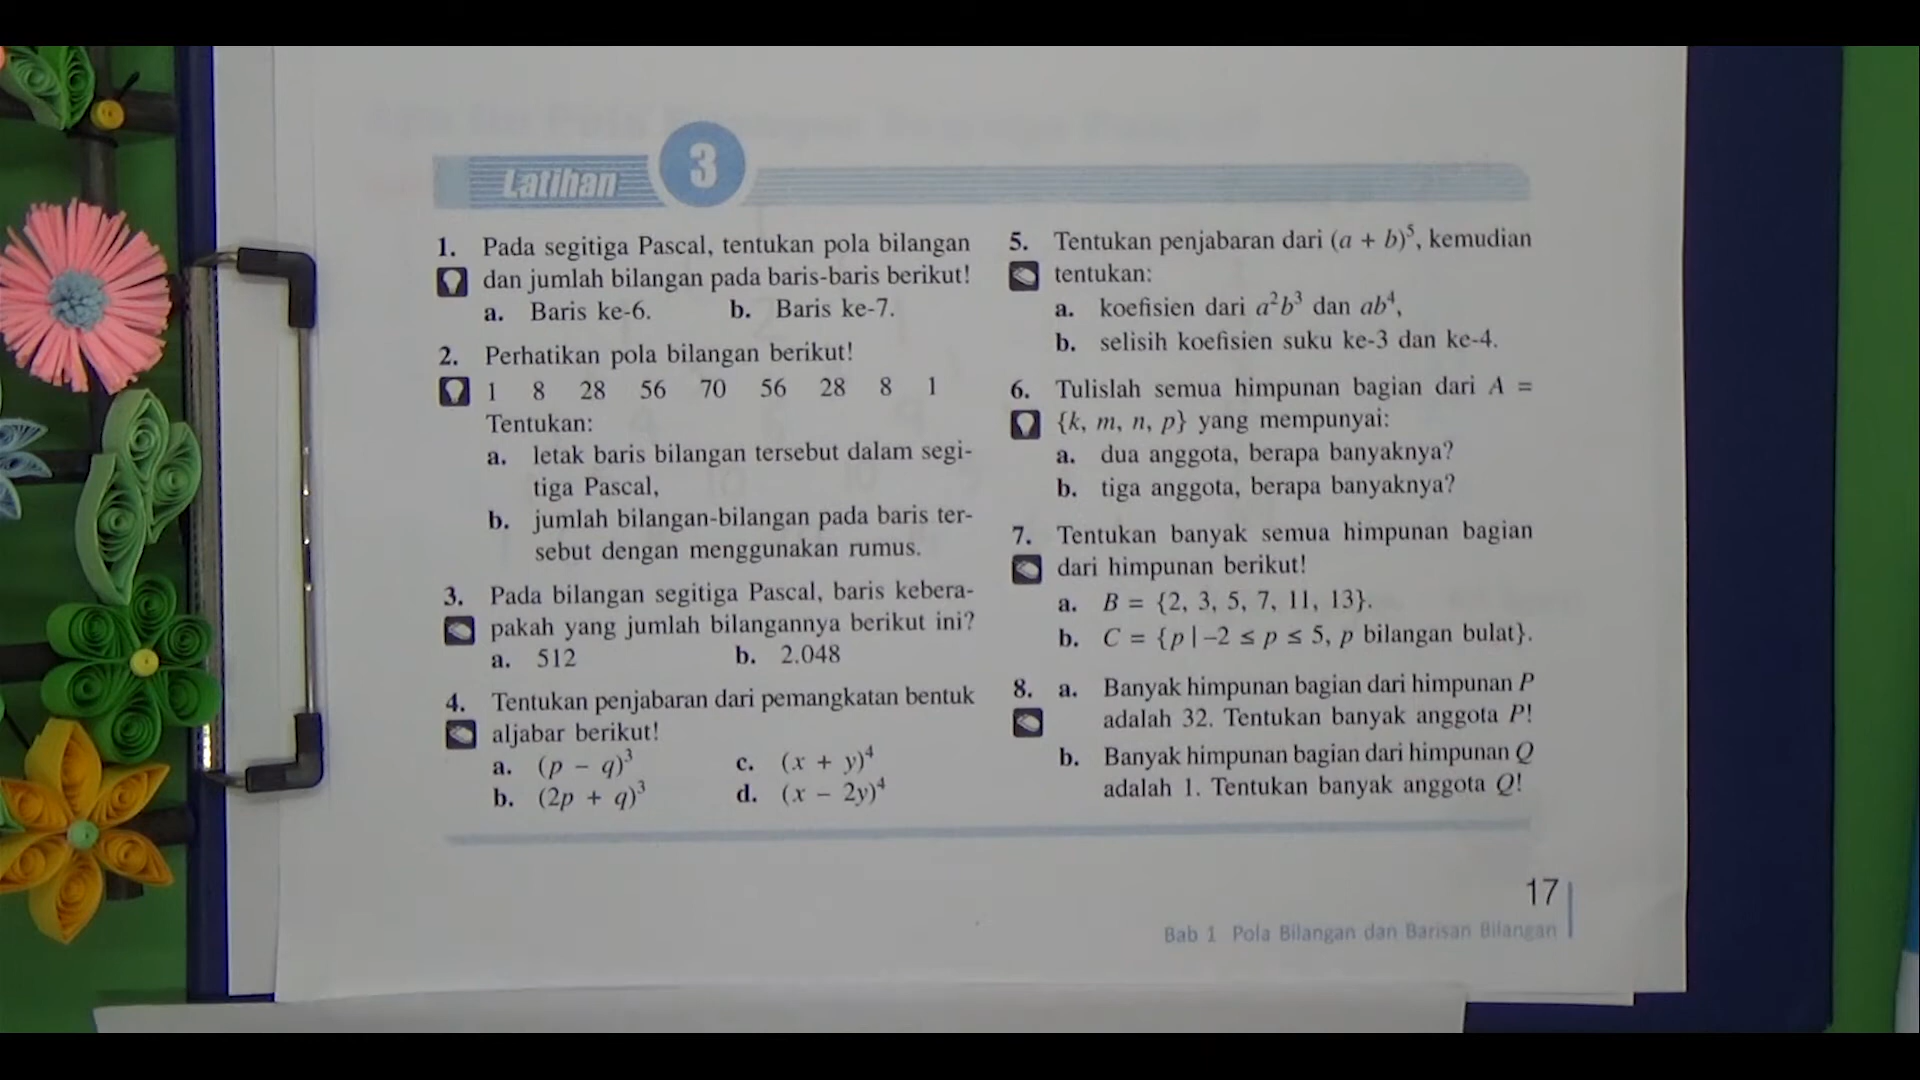 Latihan 3
1. Pada segitiga Pascal, tentukan pola bilangan
dan jumlah bilangan pada baris-baris berikut!
a. Baris ke-6. b. Baris ke-7.
2. Perhatikan pola bilangan berikut!
1 8 28 56 70 56 28 8 1
Tentukan:
a. letak baris bilangan tersebut dalam segi-
tiga Pascal,
b. jumlah bilangan-bilangan pada baris ter-
sebut dengan menggunakan rumus.
3. Pada bilangan segitiga Pascal, baris kebera-
pakah yang jumlah bilangannya berikut ini?
a. 512 b. 2.048
4. Tentukan penjabaran dari pemangkatan bentuk
aljabar berikut!
a. (p − q)³ c. (x + y)⁴
b. (2p + q)³ d. (x − 2y)⁴
5. Tentukan penjabaran dari (a + b)⁵, kemudian
tentukan:
a. koefisien dari a²b³ dan ab⁴,
b. selisih koefisien suku ke-3 dan ke-4.
6. Tulislah semua himpunan bagian dari A =
{k, m, n, p} yang mempunyai:
a. dua anggota, berapa banyaknya?
b. tiga anggota, berapa banyaknya?
7. Tentukan banyak semua himpunan bagian
dari himpunan berikut!
a. B = {2, 3, 5, 7, 11, 13}.
b. C = {p | −2 ≤ p ≤ 5, p bilangan bulat}.
8. a. Banyak himpunan bagian dari himpunan P
adalah 32. Tentukan banyak anggota P!
b. Banyak himpunan bagian dari himpunan Q
adalah 1. Tentukan banyak anggota Q!
17
Bab 1 Pola Bilangan dan Barisan Bilangan